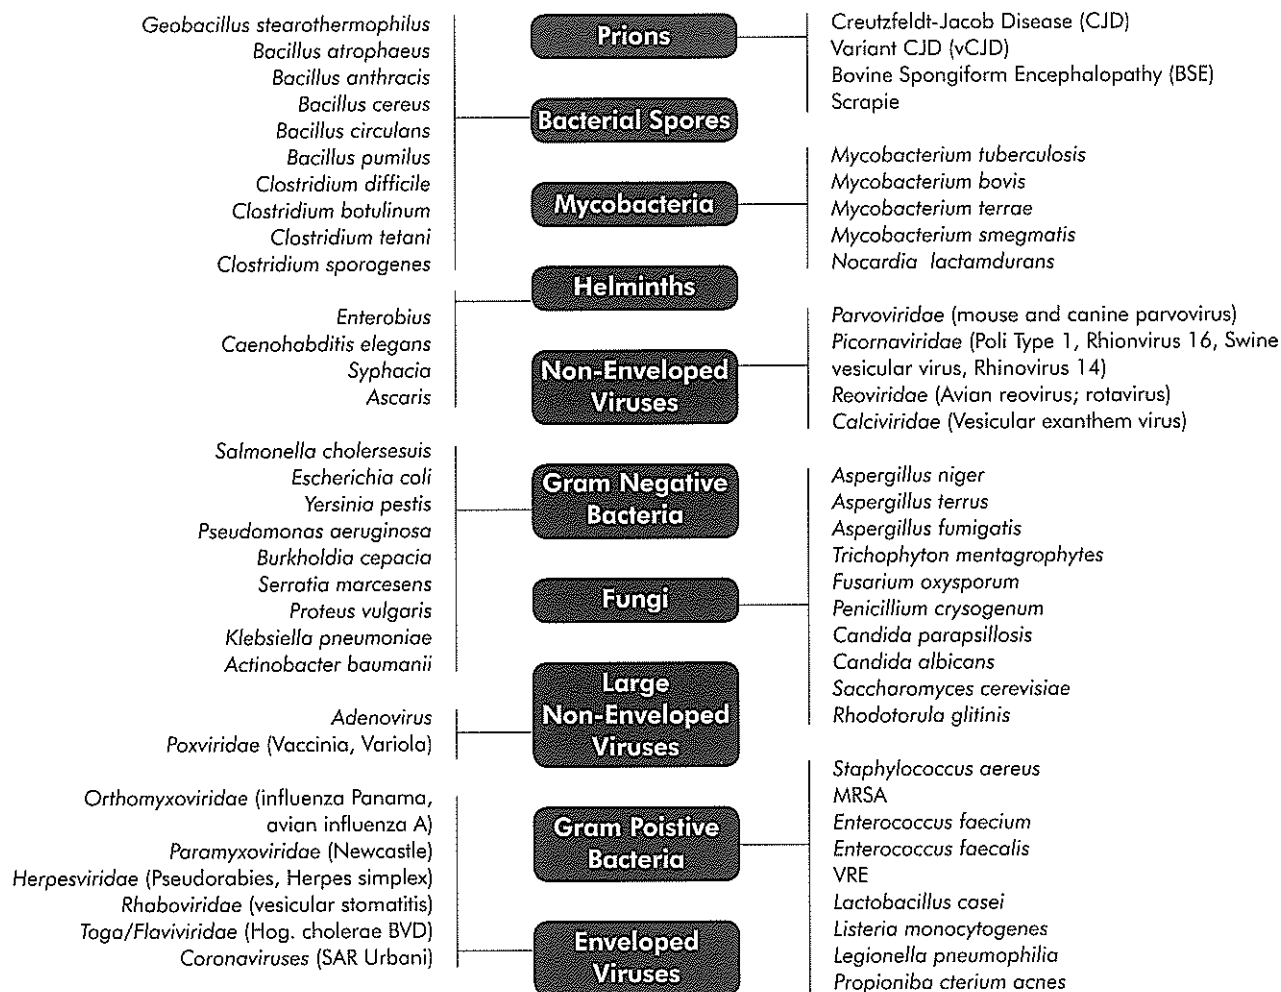 Geobacillus stearothermophilus
Bacillus atrophaeus
Bacillus anthracis
Bacillus cereus
Bacillus circulans
Bacillus pumilus
Clostridium difficile
Clostridium botulinum
Clostridium tetani
Clostridium sporogenes
Prions
Creutzfeldt-Jacob Disease (CJD)
Variant CJD (vCJD)
Bovine Spongiform Encephalopathy (BSE)
Scrapie
Bacterial Spores
Mycobacteria
Mycobacterium tuberculosis
Mycobacterium bovis
Mycobacterium terrae
Mycobacterium smegmatis
Nocardia lactamdurans
Helminths
Enterobius
Caenohabditis elegans
Syphacia
Ascaris
Non-Enveloped
Viruses
Parvoviridae (mouse and canine parvovirus)
Picornaviridae (Poli Type 1, Rhionvirus 16, Swine
vesicular virus, Rhinovirus 14)
Reoviridae (Avian reovirus; rotavirus)
Calciviridae (Vesicular exanthem virus)
Salmonella cholersesuis
Escherichia coli
Yersinia pestis
Pseudomonas aeruginosa
Burkholdia cepacia
Serratia marcesens
Proteus vulgaris
Klebsiella pneumoniae
Actinobacter baumanii
Gram Negative
Bacteria
Fungi
Aspergillus niger
Aspergillus terrus
Aspergillus fumigatis
Trichophyton mentagrophytes
Fusarium oxysporum
Penicillium crysogenum
Candida parapsillosis
Candida albicans
Saccharomyces cerevisiae
Rhodotorula glitinis
Adenovirus
Poxviridae (Vaccinia, Variola)
Large
Non-Enveloped
Viruses
Orthomyxoviridae (influenza Panama,
avian influenza A)
Paramyxoviridae (Newcastle)
Herpesviridae (Pseudorabies, Herpes simplex)
Rhaboviridae (vesicular stomatitis)
Toga/Flaviviridae (Hog. cholerae BVD)
Coronaviruses (SAR Urbani)
Gram Poistive
Bacteria
Staphylococcus aereus
MRSA
Enterococcus faecium
Enterococcus faecalis
VRE
Lactobacillus casei
Listeria monocytogenes
Legionella pneumophilia
Propioniba cterium acnes
Enveloped
Viruses